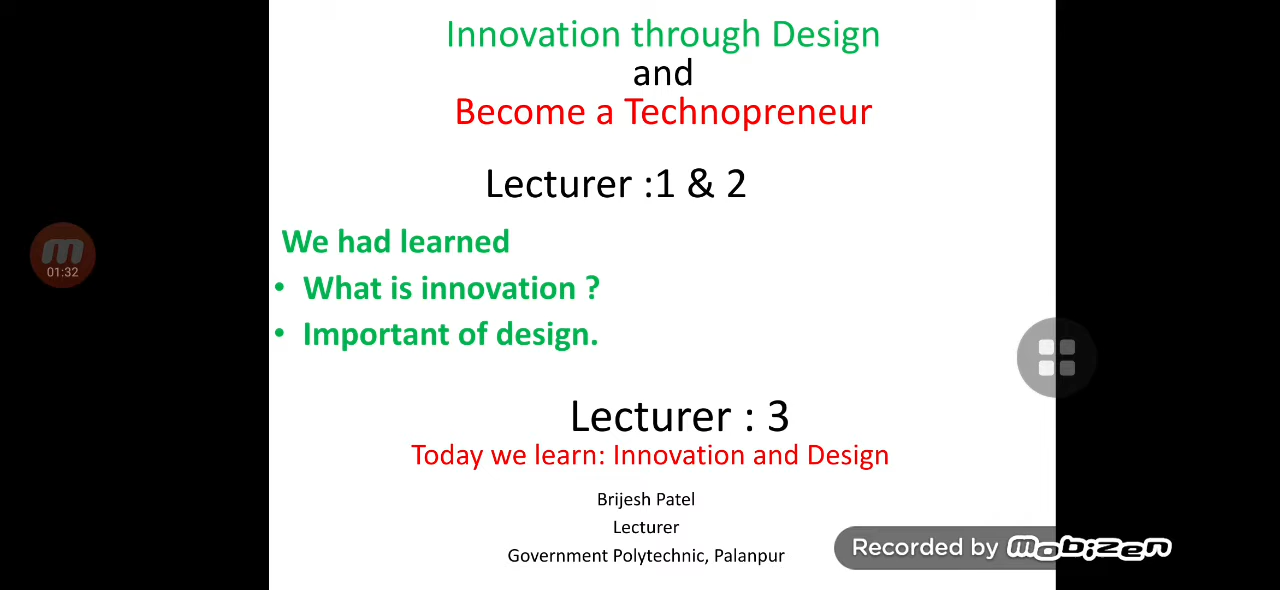 Innovation through Design
and
Become a Technopreneur
Lecturer :1 & 2
We had learned
• What is innovation ?
• Important of design.
01:32
Lecturer : 3
Today we learn: Innovation and Design
Brijesh Patel
Lecturer
Government Polytechnic, Palanpur
Recorded by mobizen